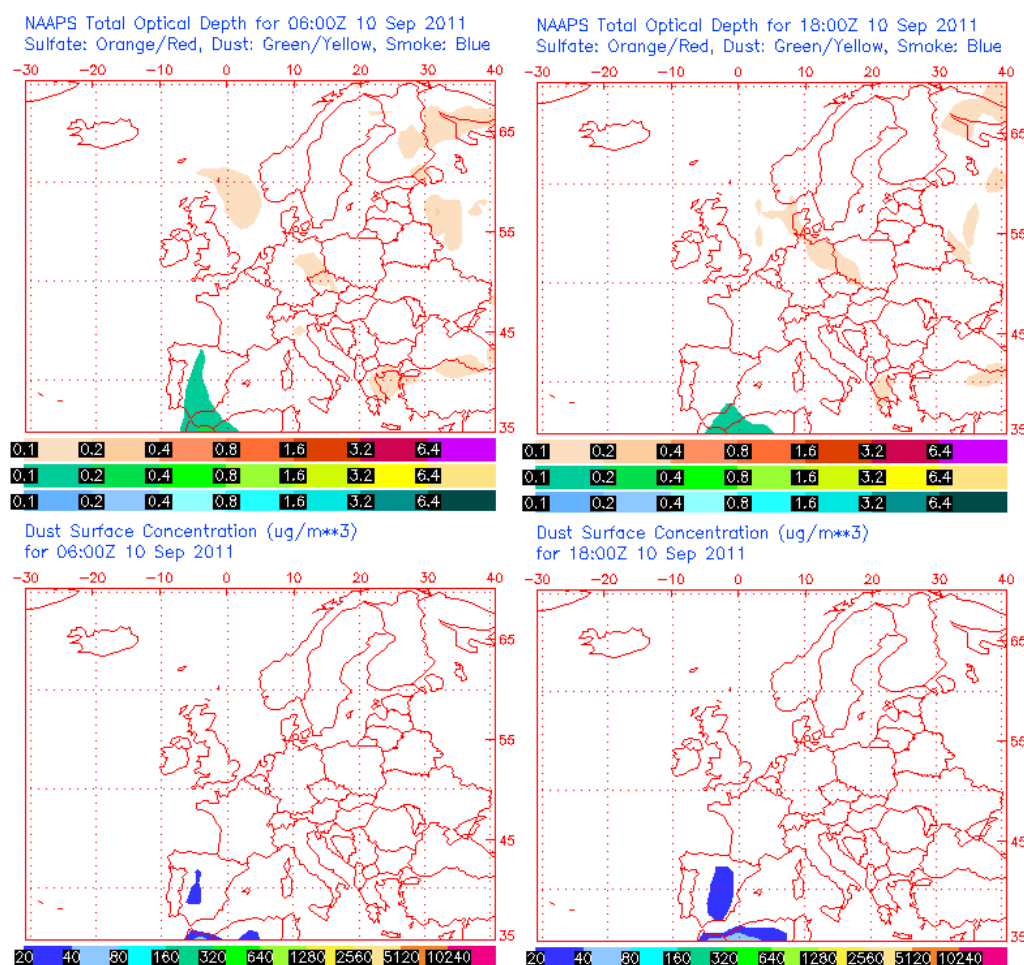 NAAPS Total Optical Depth for 06:00Z 10 Sep 2011
Sulfate: Orange/Red, Dust: Green/Yellow, Smoke: Blue
-30 -20 -10 0 10 20 30 40
65
55
45
35
0.1 0.2 0.4 0.8 1.6 3.2 6.4
0.1 0.2 0.4 0.8 1.6 3.2 6.4
0.1 0.2 0.4 0.8 1.6 3.2 6.4
NAAPS Total Optical Depth for 18:00Z 10 Sep 2011
Sulfate: Orange/Red, Dust: Green/Yellow, Smoke: Blue
-30 -20 -10 0 10 20 30 40
65
55
45
35
0.1 0.2 0.4 0.8 1.6 3.2 6.4
0.1 0.2 0.4 0.8 1.6 3.2 6.4
0.1 0.2 0.4 0.8 1.6 3.2 6.4
Dust Surface Concentration (ug/m**3)
for 06:00Z 10 Sep 2011
-30 -20 -10 0 10 20 30 40
65
55
45
35
20 40 80 160 320 640 1280 2560 5120 10240
Dust Surface Concentration (ug/m**3)
for 18:00Z 10 Sep 2011
-30 -20 -10 0 10 20 30 40
65
55
45
35
20 40 80 160 320 640 1280 2560 5120 10240